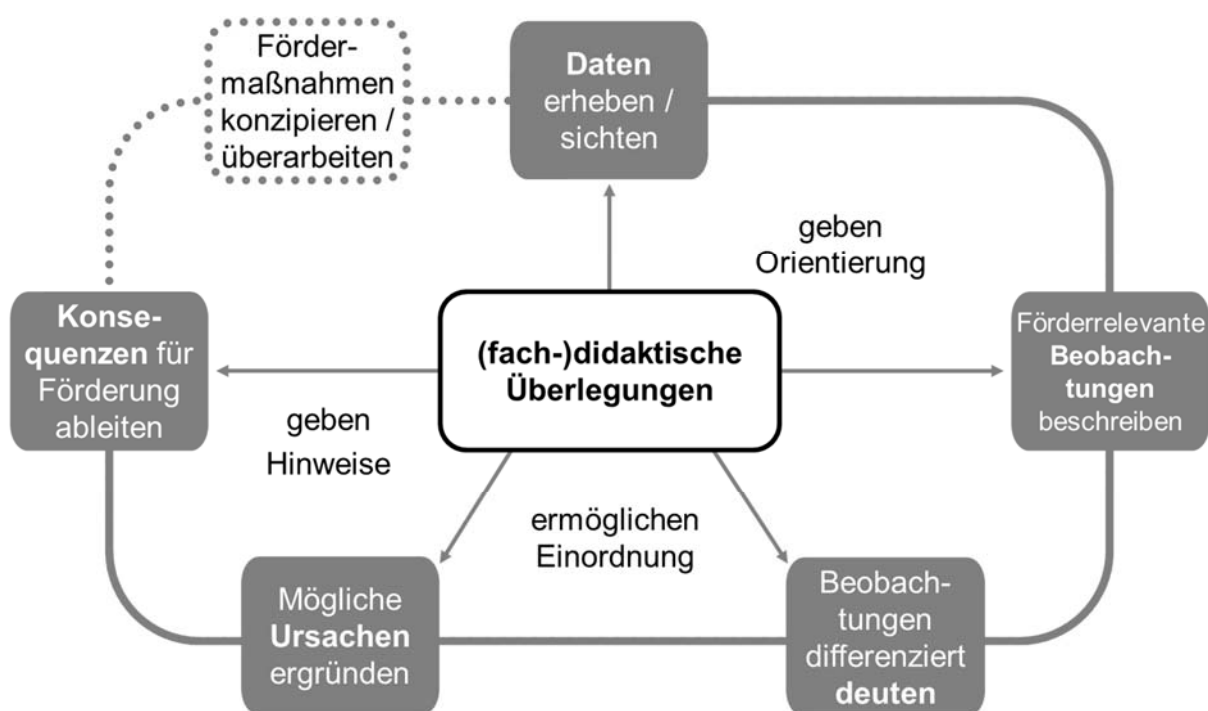 Förder-
maßnahmen
konzipieren /
überarbeiten
Daten
erheben /
sichten
geben
Orientierung
Konse-
quenzen für
Förderung
ableiten
(fach-)didaktische
Überlegungen
Förderrelevante
Beobach-
tungen
beschreiben
geben
Hinweise
ermöglichen
Einordnung
Mögliche
Ursachen
ergründen
Beobach-
tungen
differenziert
deuten